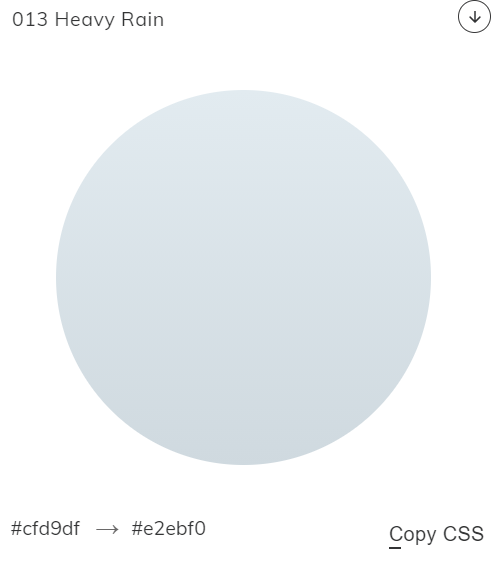 013 Heavy Rain
#cfd9df → #e2ebf0
Copy CSS